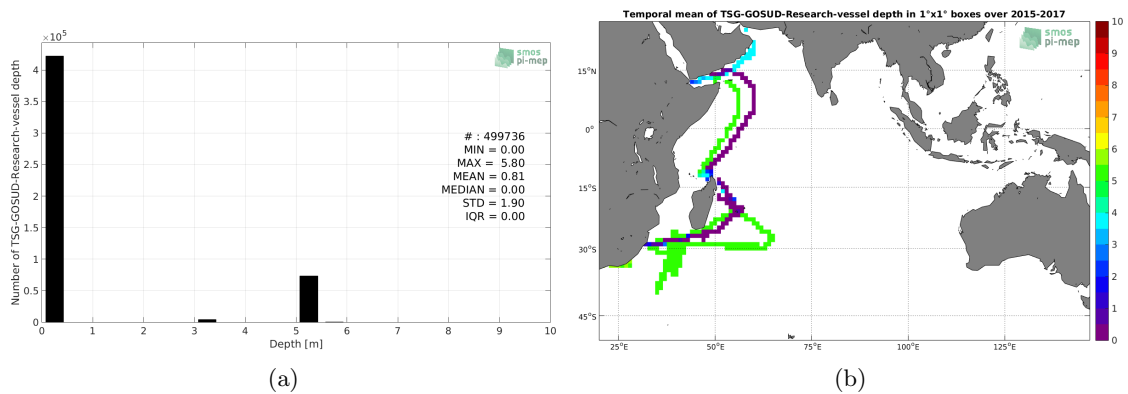 ×10⁵
4
3.5
3
2.5
2
1.5
1
0.5
0
0 1 2 3 4 5 6 7 8 9 10
Number of TSG-GOSUD-Research-vessel depth
Depth [m]
smos
pi-mep
# : 499736
MIN = 0.00
MAX = 5.80
MEAN = 0.81
MEDIAN = 0.00
STD = 1.90
IQR = 0.00
(a)
Temporal mean of TSG-GOSUD-Research-vessel depth in 1°x1° boxes over 2015-2017
smos
pi-mep
15°N
0°
15°S
30°S
45°S
25°E 50°E 75°E 100°E 125°E
10
9
8
7
6
5
4
3
2
1
0
(b)